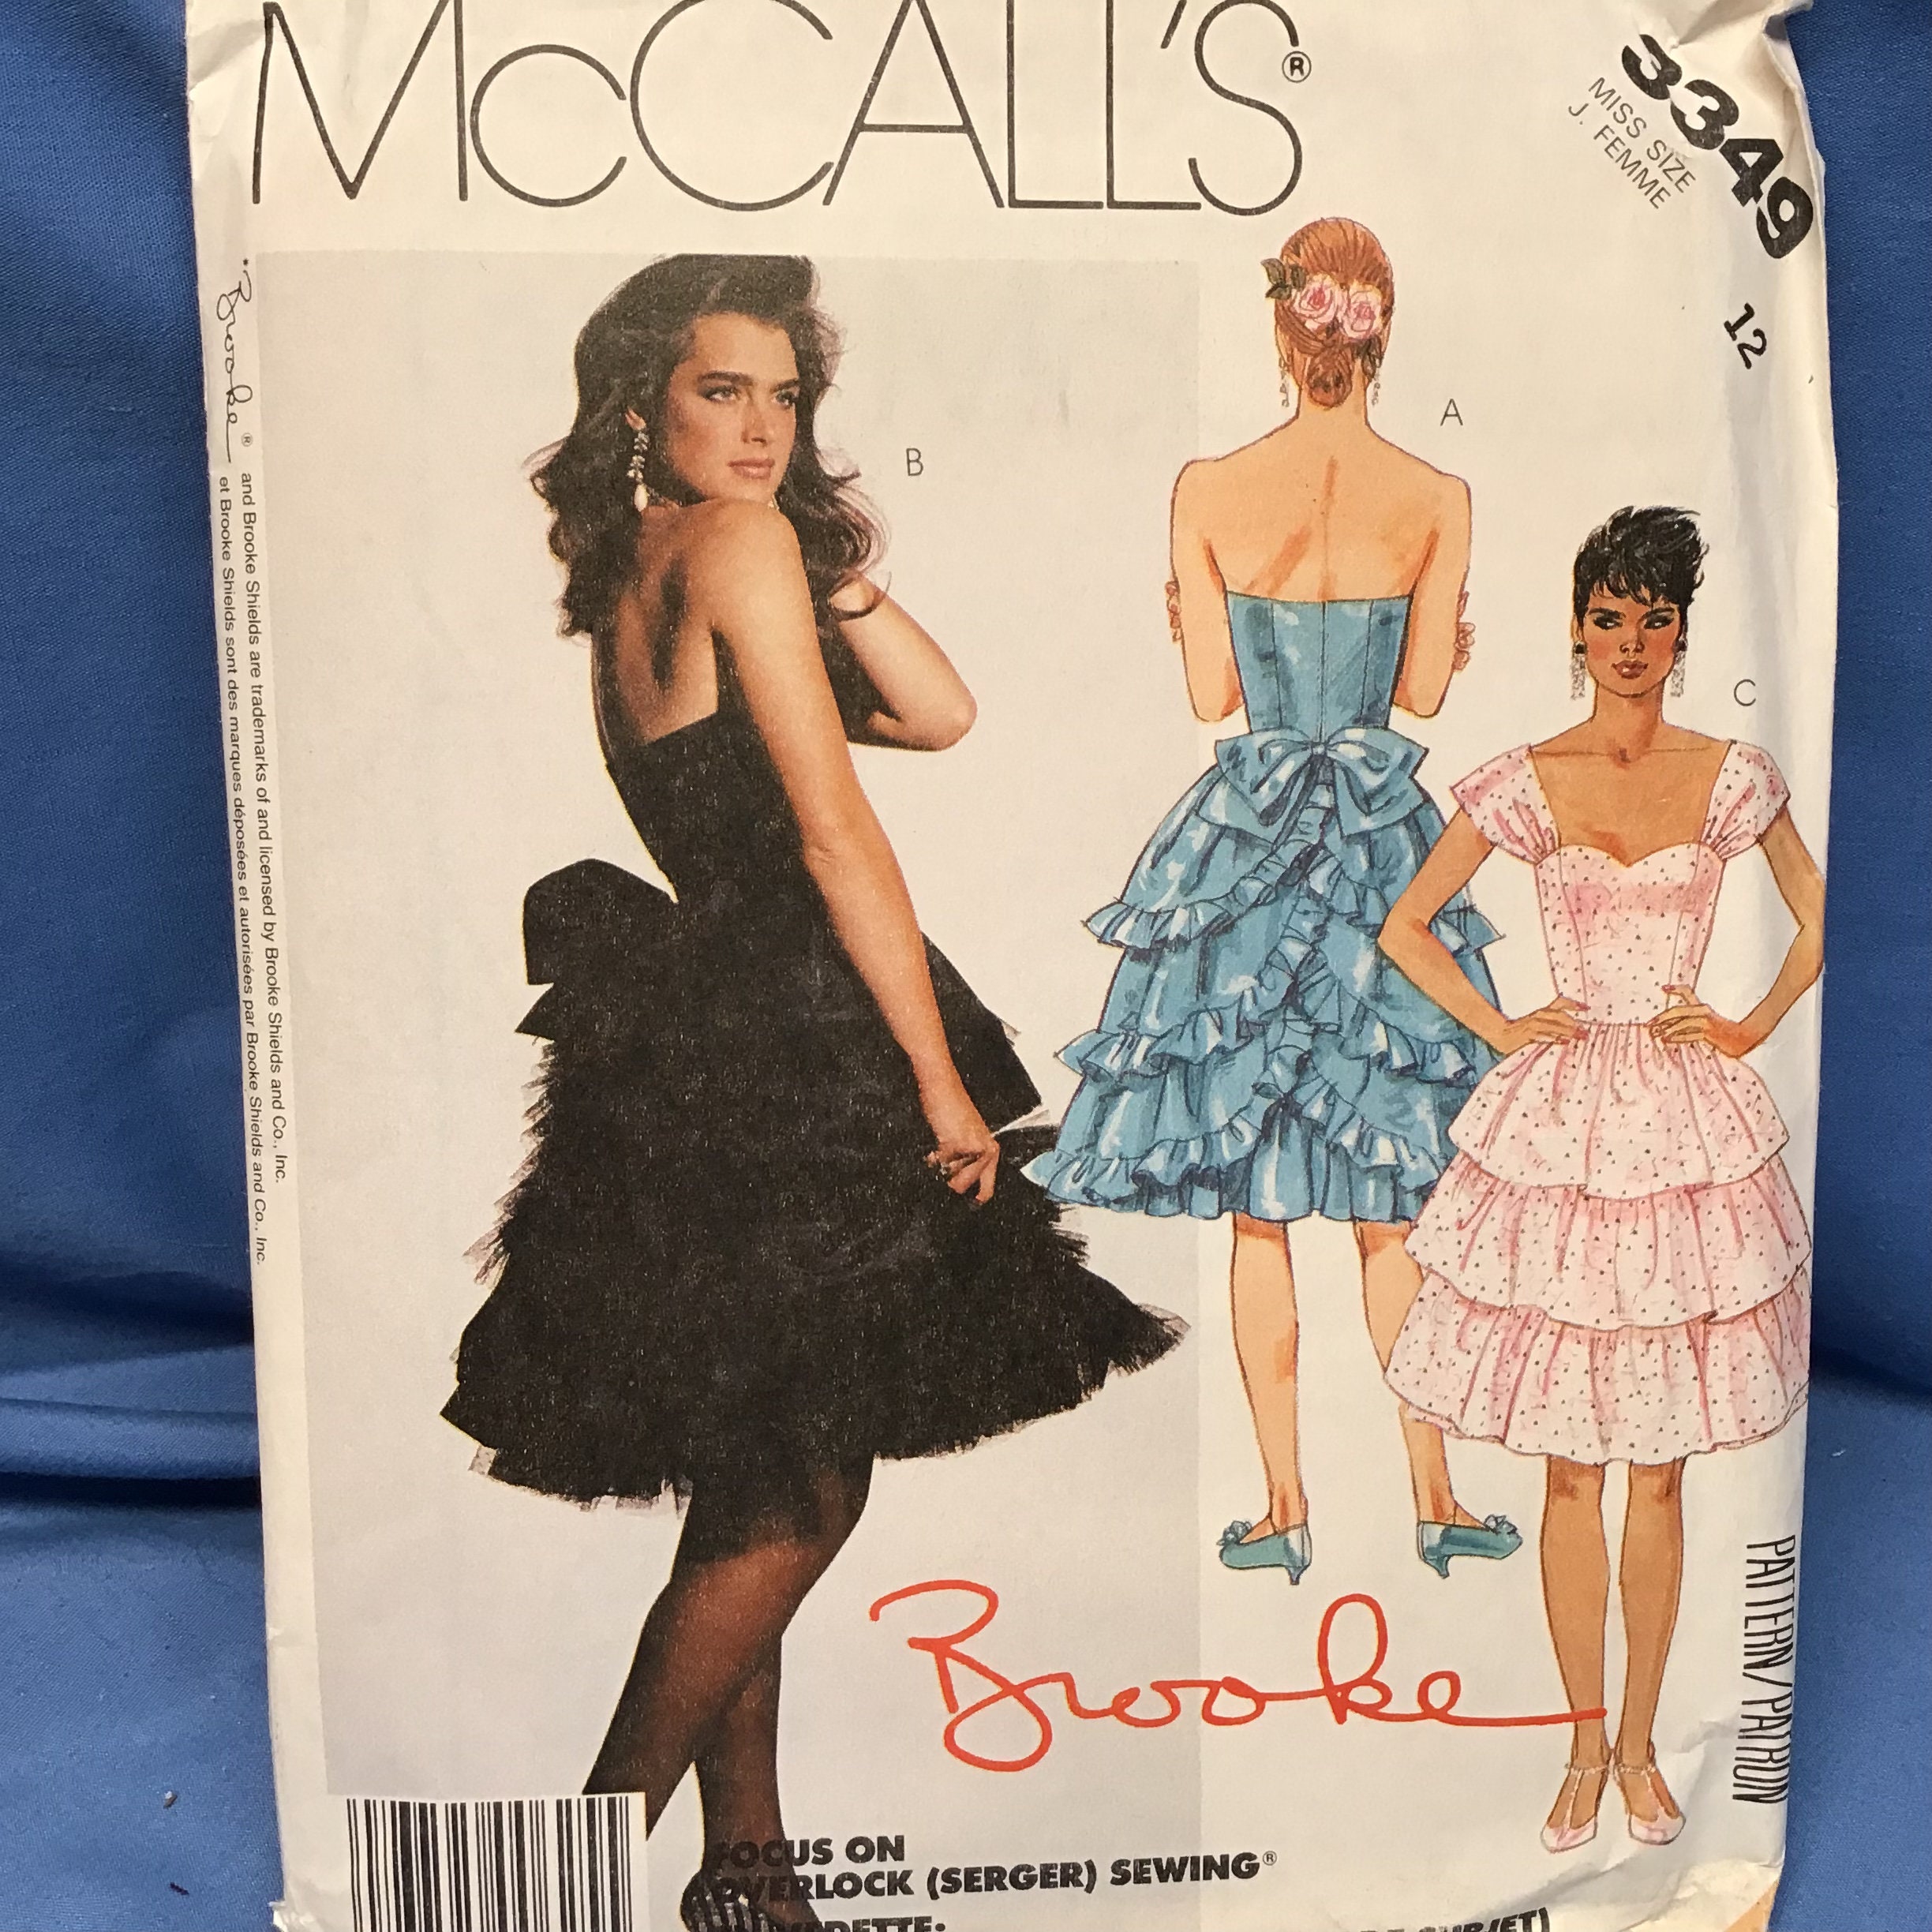 McCALL'S®
3349
MISS SIZE
J. FEMME
12
Brooke® and Brooke Shields are trademarks of and licensed by Brooke Shields and Co., Inc.
et Brooke Shields sont des marques déposées et autorisées par Brooke Shields and Co., Inc.
B
A
C
Brooke
PATTERN/PATRON
FOCUS ON
OVERLOCK (SERGER) SEWING®